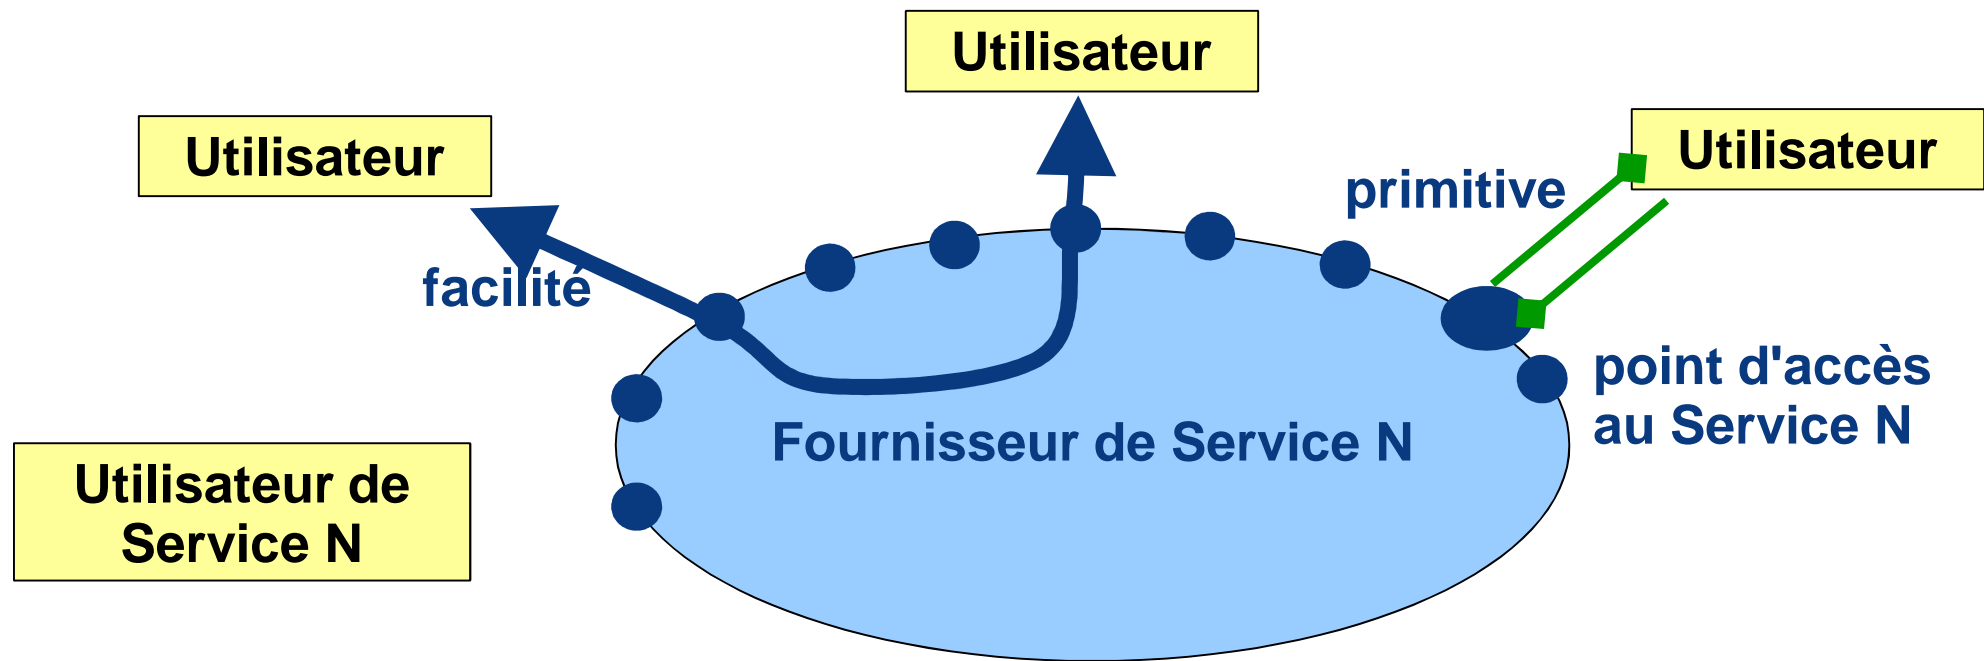 Utilisateur
Utilisateur
Utilisateur
primitive
facilité
point d'accès
au Service N
Fournisseur de Service N
Utilisateur de
Service N